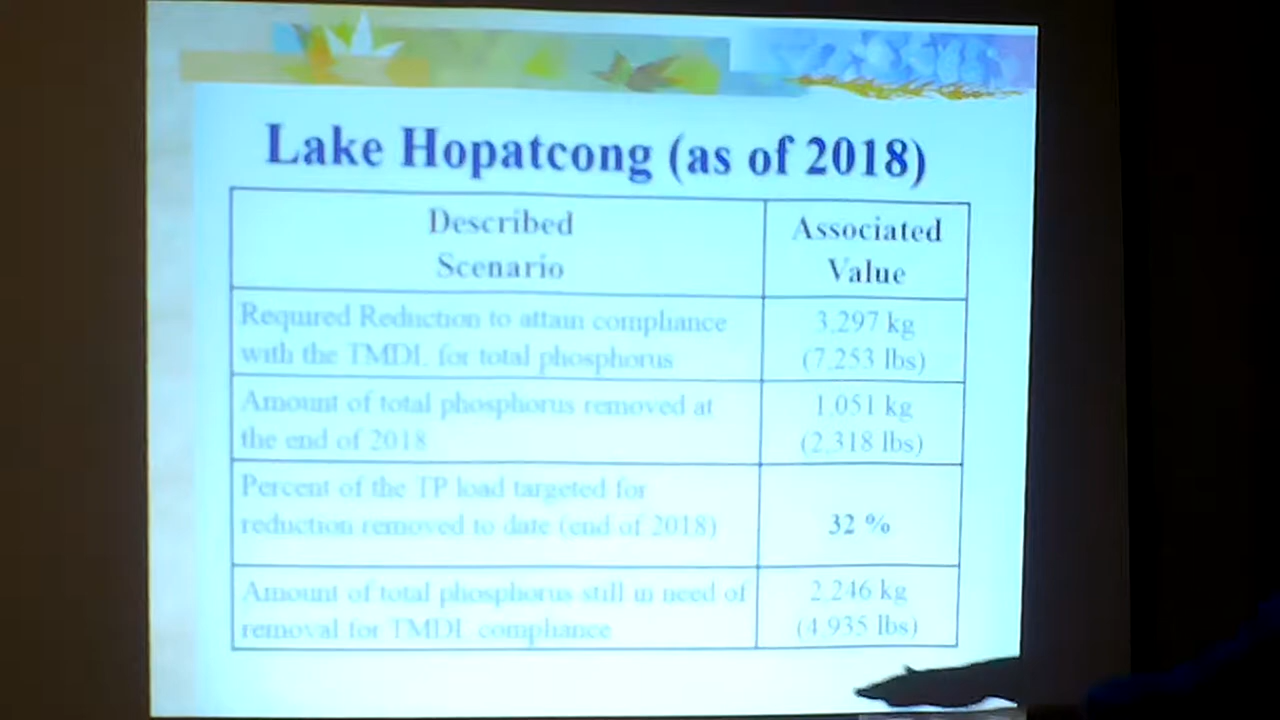 Lake Hopatcong (as of 2018)
Described
Scenario
Associated
Value
Required Reduction to attain compliance
with the TMDL for total phosphorus
3,297 kg
(7,253 lbs)
Amount of total phosphorus removed at
the end of 2018
1,051 kg
(2,318 lbs)
Percent of the TP load targeted for
reduction removed to date (end of 2018)
32 %
Amount of total phosphorus still in need of
removal for TMDL compliance
2,246 kg
(4,935 lbs)